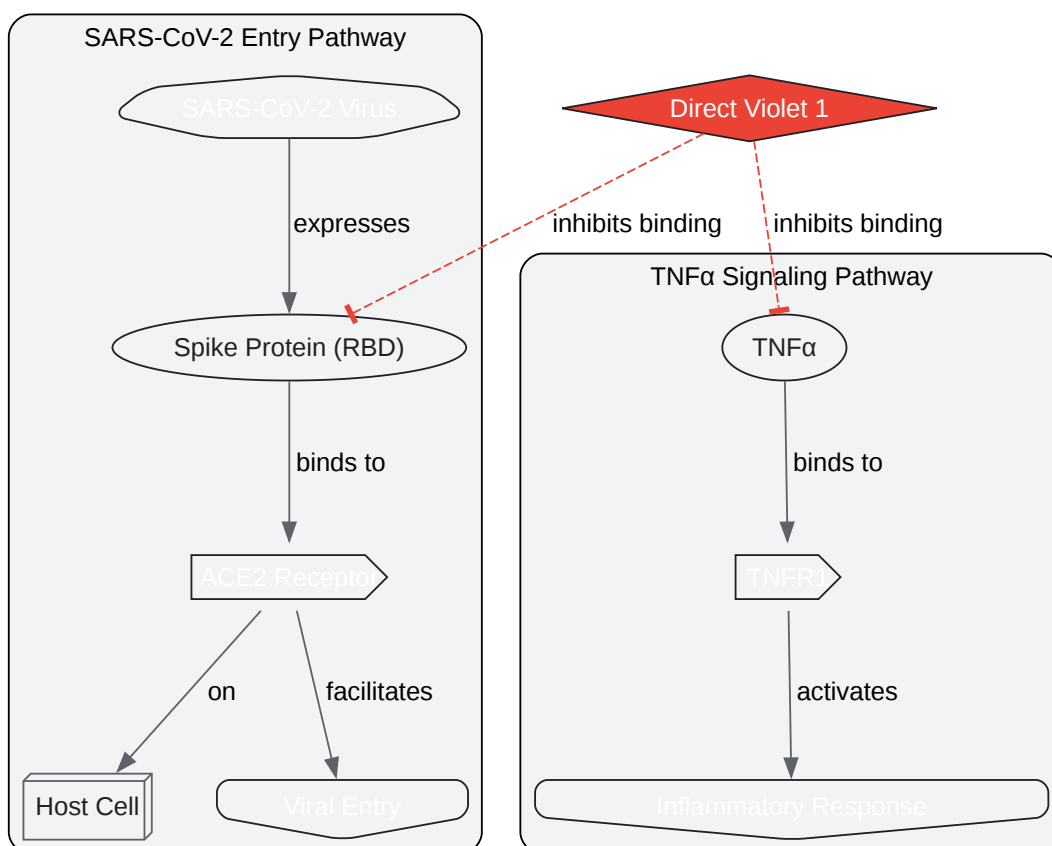 SARS-CoV-2 Entry Pathway
SARS-CoV-2 Virus
Direct Violet 1
expresses
inhibits binding
inhibits binding
TNFα Signaling Pathway
Spike Protein (RBD)
TNFα
binds to
binds to
ACE2 Receptor
TNFR1
on
facilitates
activates
Host Cell
Viral Entry
Inflammatory Response